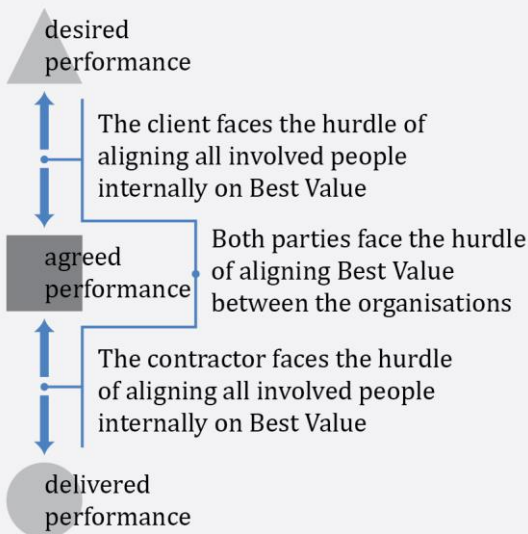 desired
performance
The client faces the hurdle of
aligning all involved people
internally on Best Value
Both parties face the hurdle
of aligning Best Value
between the organisations
agreed
performance
The contractor faces the hurdle
of aligning all involved people
internally on Best Value
delivered
performance